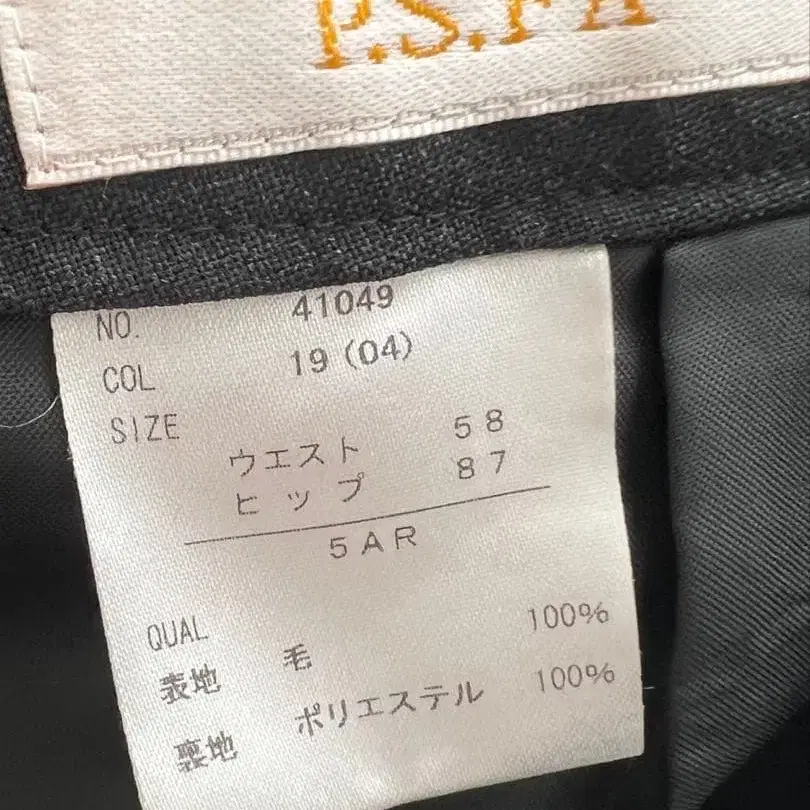 P.S.FA
NO. 41049
COL 19 (04)
SIZE
ウエスト 58
ヒップ 87
5AR
QUAL
表地 毛 100%
裏地 ポリエステル 100%